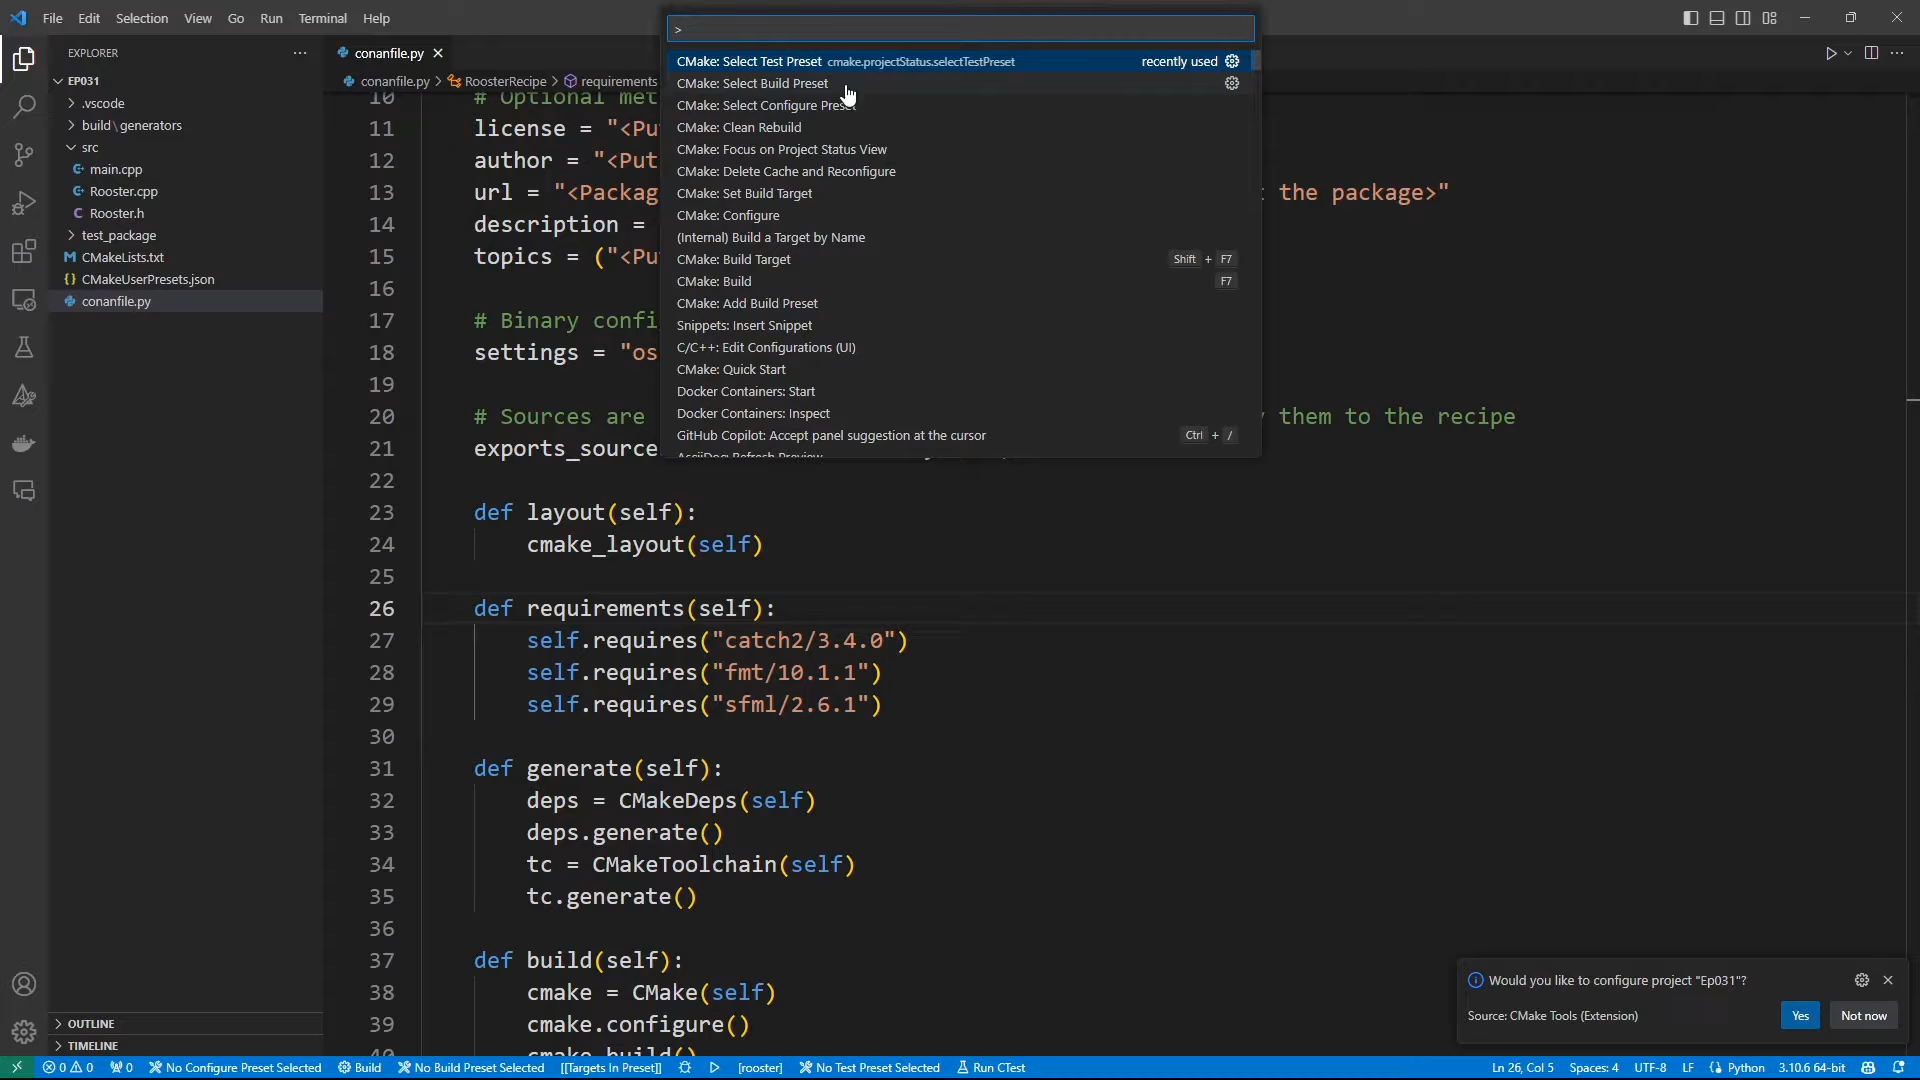 File Edit Selection View Go Run Terminal Help
>
EXPLORER
conanfile.py
CMake: Select Test Preset cmake.projectStatus.selectTestPreset recently used
CMake: Select Build Preset
CMake: Select Configure Preset
CMake: Clean Rebuild
CMake: Focus on Project Status View
CMake: Delete Cache and Reconfigure
CMake: Set Build Target
CMake: Configure
(Internal) Build a Target by Name
CMake: Build Target Shift + F7
CMake: Build F7
CMake: Add Build Preset
Snippets: Insert Snippet
C/C++: Edit Configurations (UI)
CMake: Quick Start
Docker Containers: Start
Docker Containers: Inspect
GitHub Copilot: Accept panel suggestion at the cursor Ctrl + /
AsciiDoc: Refresh Preview
EP031
.vscode
build\generators
src
main.cpp
Rooster.cpp
Rooster.h
test_package
CMakeLists.txt
CMakeUserPresets.json
conanfile.py
OUTLINE
TIMELINE
conanfile.py > RoosterRecipe > requirements
10 # Optional met
11 license = "<Pu
12 author = "<Put
13 url = "<Packag t the package>"
14 description =
15 topics = ("<Pu
16
17 # Binary confi
18 settings = "os
19
20 # Sources are y them to the recipe
21 exports_source
22
23 def layout(self):
24 cmake_layout(self)
25
26 def requirements(self):
27 self.requires("catch2/3.4.0")
28 self.requires("fmt/10.1.1")
29 self.requires("sfml/2.6.1")
30
31 def generate(self):
32 deps = CMakeDeps(self)
33 deps.generate()
34 tc = CMakeToolchain(self)
35 tc.generate()
36
37 def build(self):
38 cmake = CMake(self)
39 cmake.configure()
40 cmake.build()
Would you like to configure project "Ep031"?
Source: CMake Tools (Extension) Yes Not now
0 0 0 No Configure Preset Selected Build No Build Preset Selected [[Targets In Preset]] [rooster] No Test Preset Selected Run CTest Ln 26, Col 5 Spaces: 4 UTF-8 LF Python 3.10.6 64-bit